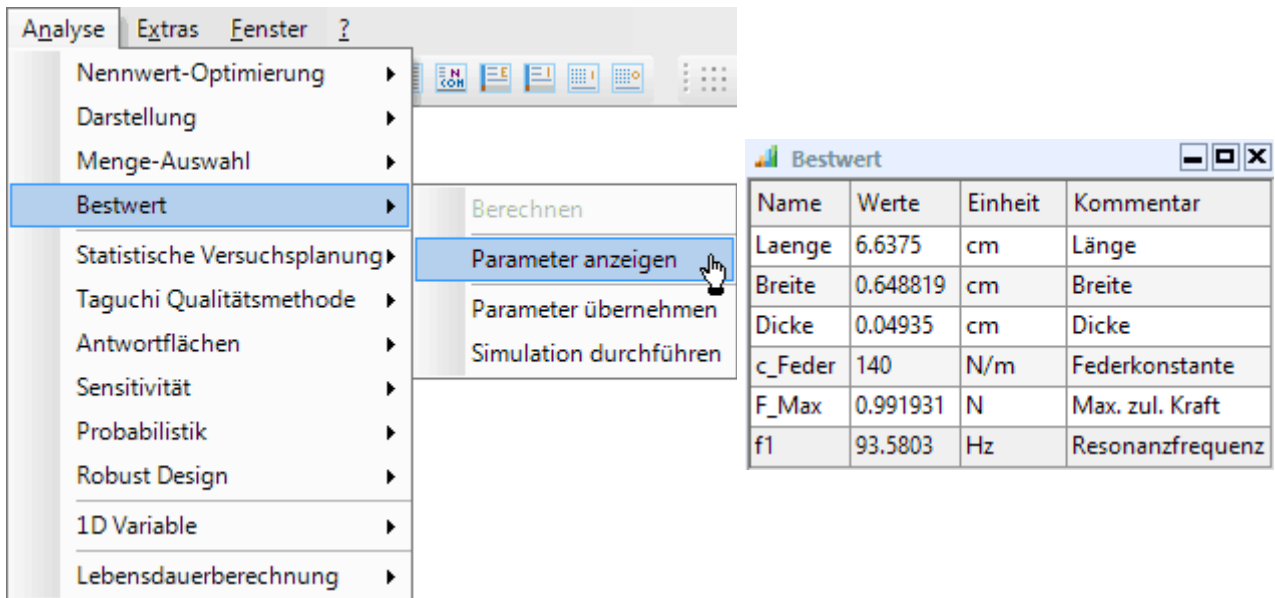 Analyse Extras Fenster ?
Nennwert-Optimierung
Darstellung
Menge-Auswahl
Bestwert
Statistische Versuchsplanung
Taguchi Qualitätsmethode
Antwortflächen
Sensitivität
Probabilistik
Robust Design
1D Variable
Lebensdauerberechnung
Berechnen
Parameter anzeigen
Parameter übernehmen
Simulation durchführen
Bestwert
Name Werte Einheit Kommentar
Laenge 6.6375 cm Länge
Breite 0.648819 cm Breite
Dicke 0.04935 cm Dicke
c_Feder 140 N/m Federkonstante
F_Max 0.991931 N Max. zul. Kraft
f1 93.5803 Hz Resonanzfrequenz